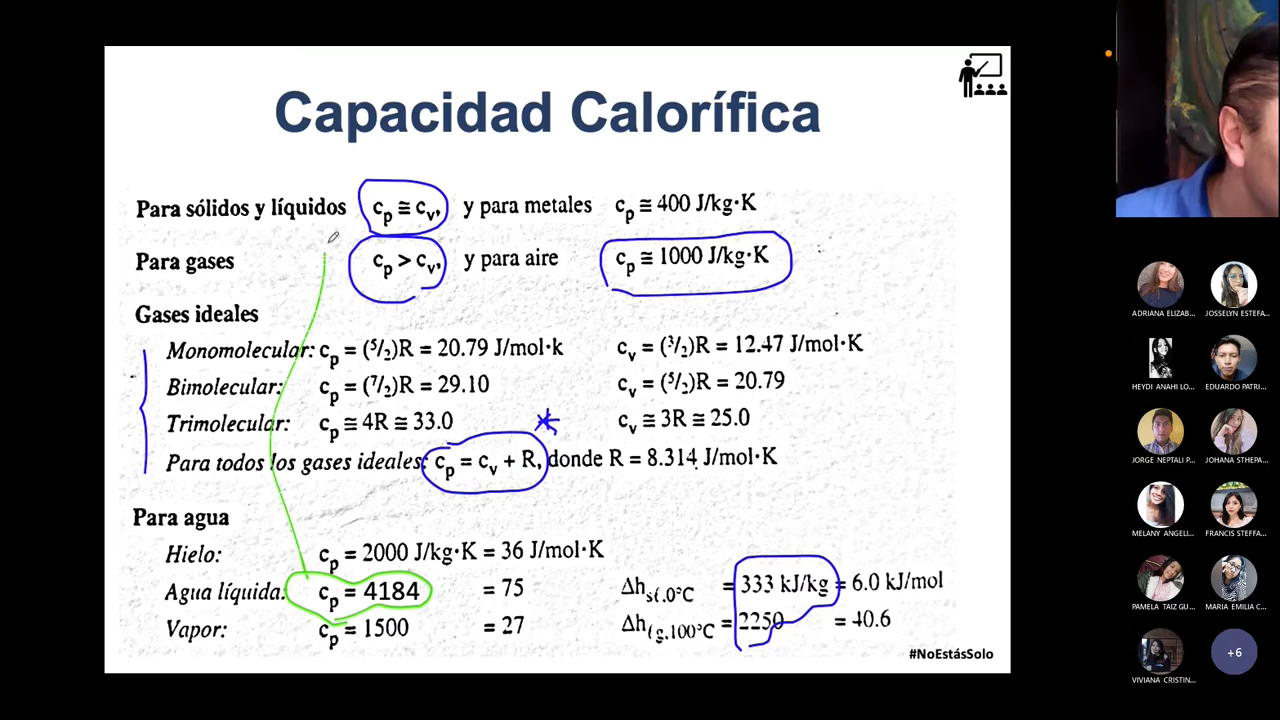 Capacidad Calorífica
Para sólidos y líquidos cp ≅ cv, y para metales cp ≅ 400 J/kg·K
Para gases cp > cv, y para aire cp ≅ 1000 J/kg·K
Gases ideales
Monomolecular: cp = (5/2)R = 20.79 J/mol·k cv = (3/2)R = 12.47 J/mol·K
Bimolecular: cp = (7/2)R = 29.10 cv = (5/2)R = 20.79
Trimolecular: cp ≅ 4R ≅ 33.0 cv ≅ 3R ≅ 25.0
Para todos los gases ideales: cp = cv + R, donde R = 8.314 J/mol·K
Para agua
Hielo: cp = 2000 J/kg·K = 36 J/mol·K
Agua líquida: cp = 4184 = 75 Δhsℓ.0°C = 333 kJ/kg = 6.0 kJ/mol
Vapor: cp = 1500 = 27 Δhℓg.100°C = 2250 = 40.6
#NoEstásSolo
ADRIANA ELIZAB...
JOSSELYN ESTEFA...
HEYDI ANAHI LO...
EDUARDO PATRI...
JORGE NEPTALI P...
JOHANA STHEPA...
MELANY ANGELI...
FRANCIS STEFFA...
PAMELA TAIZ GU...
MARIA EMILIA C...
VIVIANA CRISTIN...
+6